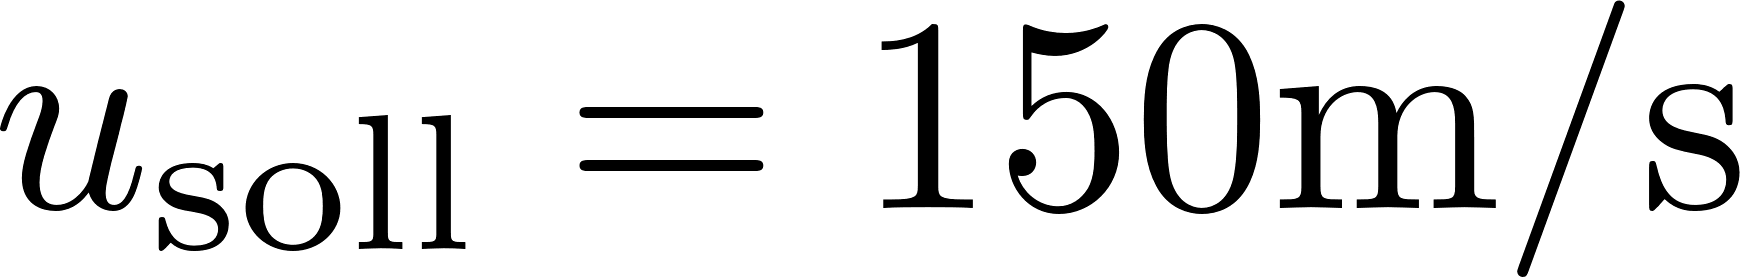 u_soll = 150m/s